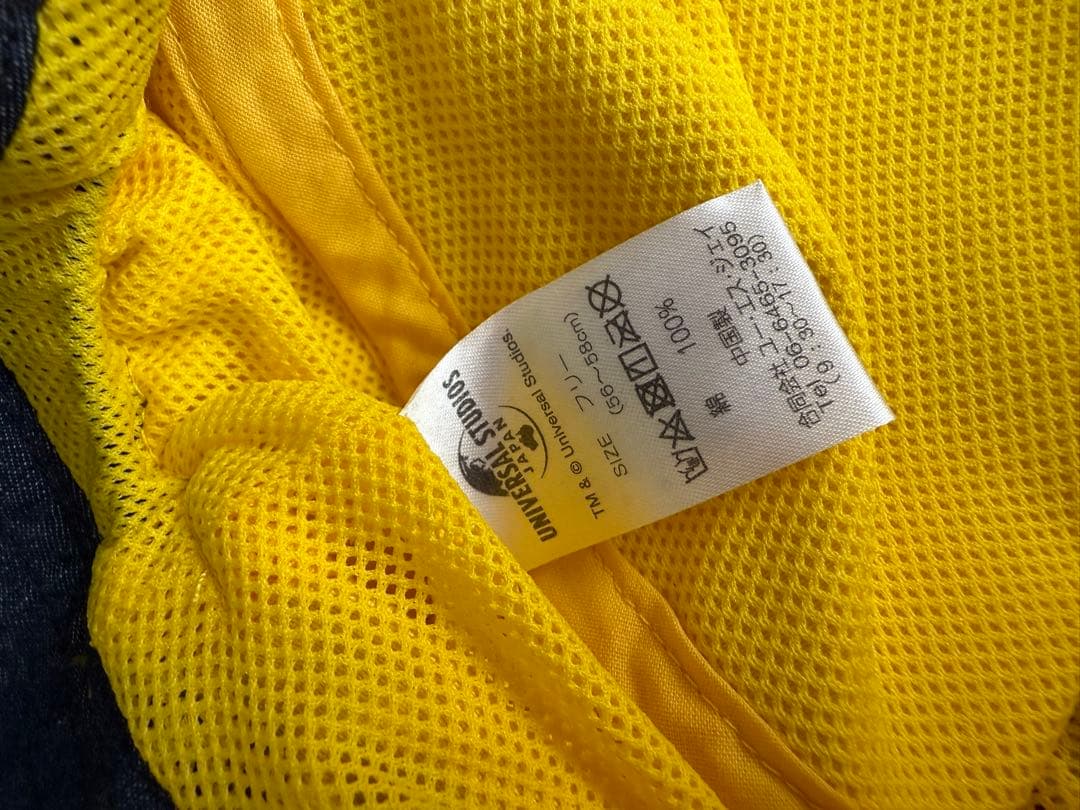 UNIVERSAL STUDIOS
JAPAN
TM & © Universal Studios.
SIZE フリー
(56~58cm)
綿 100%
中国製
合同会社ユー・エス・ジェイ
Tel 06-6465-3095
(9:30~17:30)